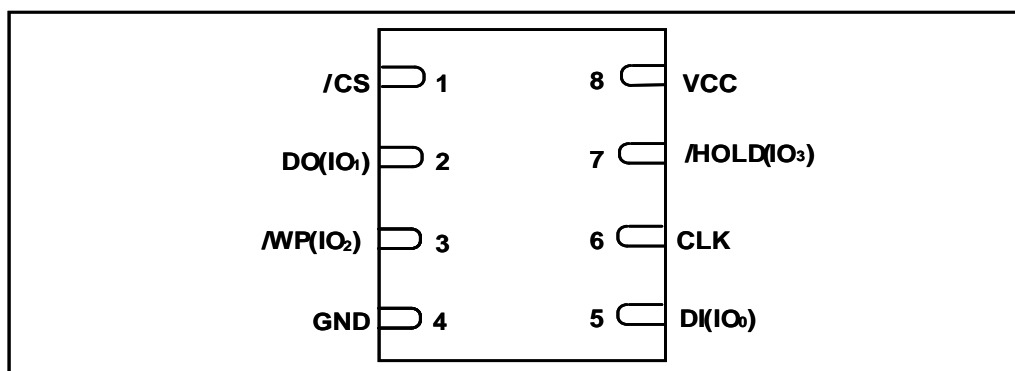 /CS 1 8 VCC
DO(IO₁) 2 7 /HOLD(IO₃)
/WP(IO₂) 3 6 CLK
GND 4 5 DI(IO₀)